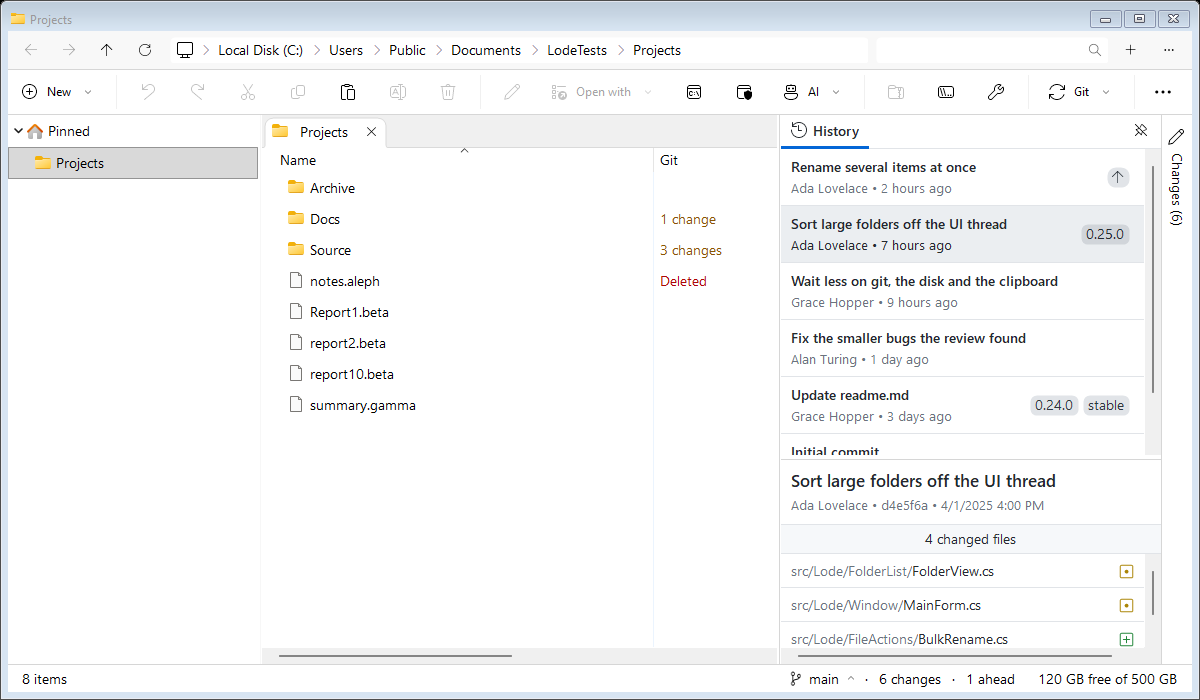 Projects
Local Disk (C:) Users Public Documents LodeTests Projects
New Open with AI Git
Pinned
Projects
Projects
Name Git
Archive
Docs 1 change
Source 3 changes
notes.aleph Deleted
Report1.beta
report2.beta
report10.beta
summary.gamma
History
Rename several items at once
Ada Lovelace • 2 hours ago
Sort large folders off the UI thread
Ada Lovelace • 7 hours ago
0.25.0
Wait less on git, the disk and the clipboard
Grace Hopper • 9 hours ago
Fix the smaller bugs the review found
Alan Turing • 1 day ago
Update readme.md
Grace Hopper • 3 days ago
0.24.0 stable
Initial commit
Sort large folders off the UI thread
Ada Lovelace • d4e5f6a • 4/1/2025 4:00 PM
4 changed files
src/Lode/FolderList/FolderView.cs
src/Lode/Window/MainForm.cs
src/Lode/FileActions/BulkRename.cs
Changes (6)
8 items
main · 6 changes · 1 ahead 120 GB free of 500 GB